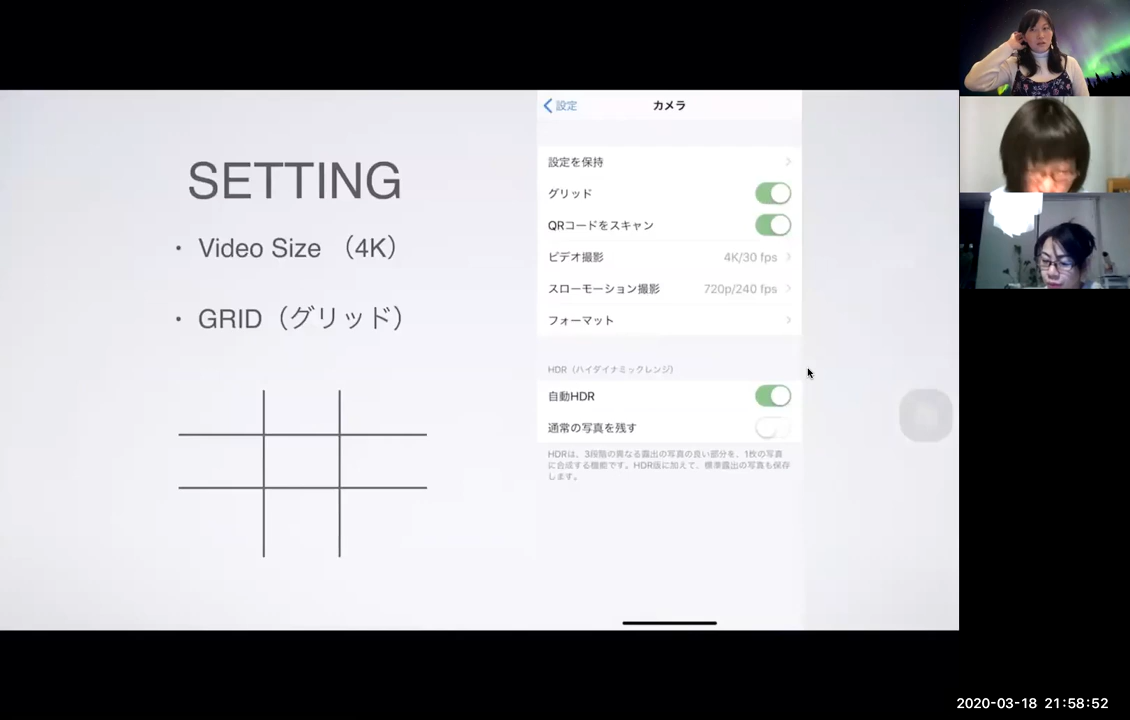 SETTING
・ Video Size （4K）
・ GRID（グリッド）
設定
カメラ
設定を保持
グリッド
QRコードをスキャン
ビデオ撮影 4K/30 fps
スローモーション撮影 720p/240 fps
フォーマット
HDR（ハイダイナミックレンジ）
自動HDR
通常の写真を残す
HDRは、3段階の異なる露出の写真の良い部分を、1枚の写真
に合成する機能です。HDR版に加えて、標準露出の写真も保存
します。
2020-03-18 21:58:52